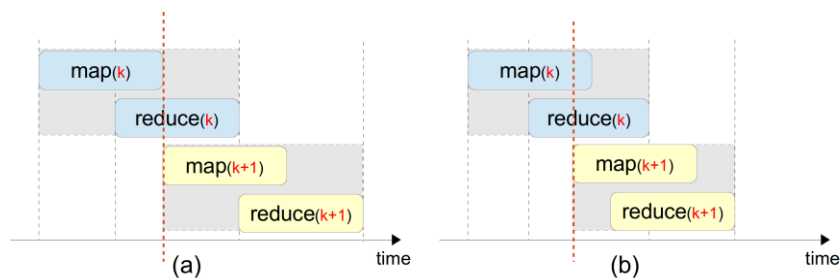 map(k)
reduce(k)
map(k+1)
reduce(k+1)
time
(a)
map(k)
reduce(k)
map(k+1)
reduce(k+1)
time
(b)